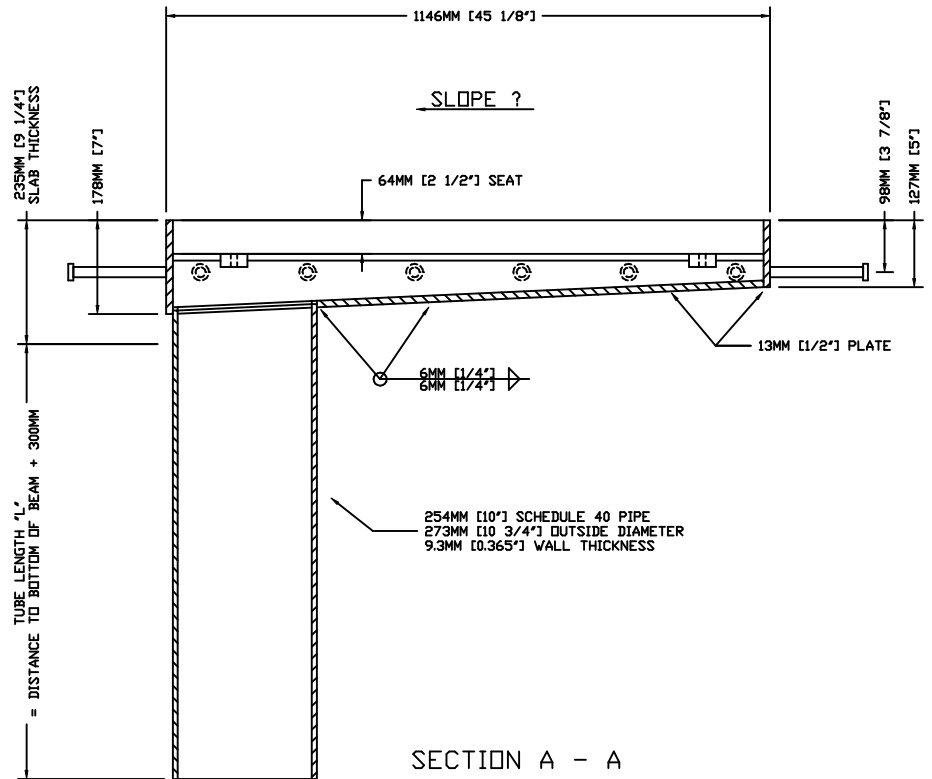 1146MM [45 1/8"]
SLOPE ?
235MM [9 1/4"]
SLAB THICKNESS
178MM [7"]
64MM [2 1/2"] SEAT
98MM [3 7/8"]
127MM [5"]
13MM [1/2"] PLATE
6MM [1/4"]
6MM [1/4"]
TUBE LENGTH "L"
= DISTANCE TO BOTTOM OF BEAM + 300MM
254MM [10"] SCHEDULE 40 PIPE
273MM [10 3/4"] OUTSIDE DIAMETER
9.3MM [0.365"] WALL THICKNESS
SECTION A - A